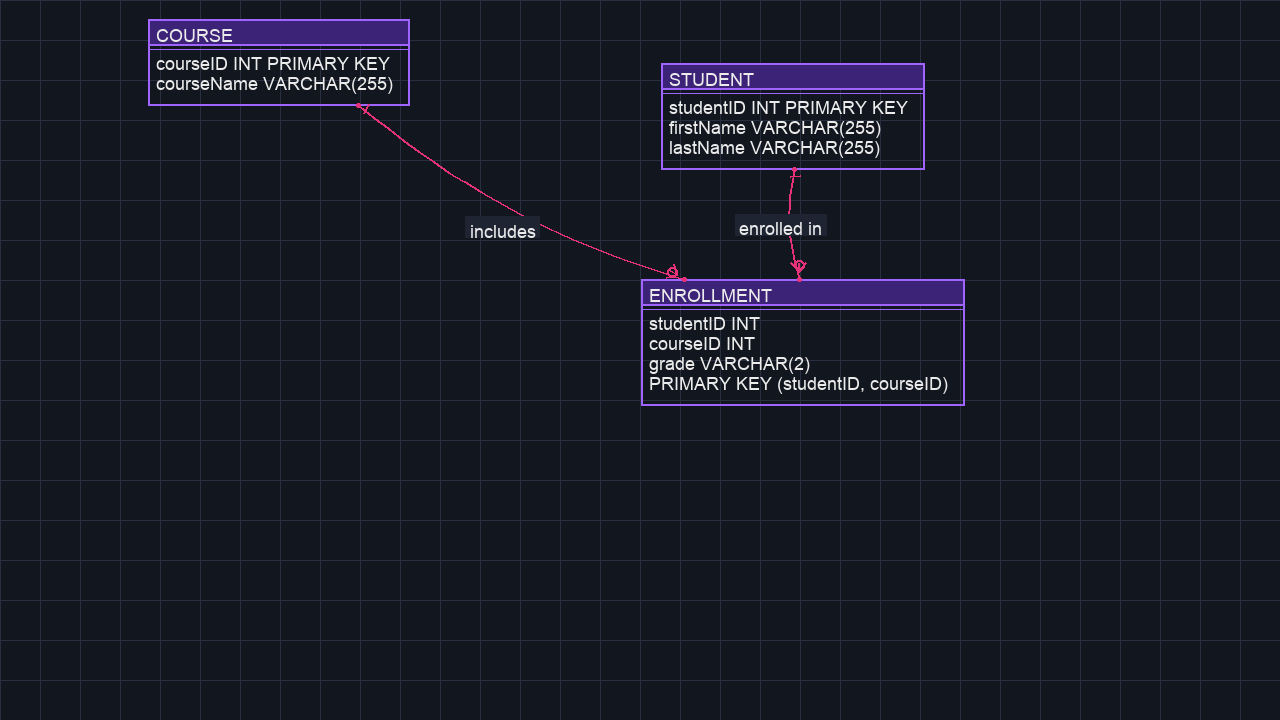 COURSE
courseID INT PRIMARY KEY
courseName VARCHAR(255)
STUDENT
studentID INT PRIMARY KEY
firstName VARCHAR(255)
lastName VARCHAR(255)
includes
enrolled in
ENROLLMENT
studentID INT
courseID INT
grade VARCHAR(2)
PRIMARY KEY (studentID, courseID)